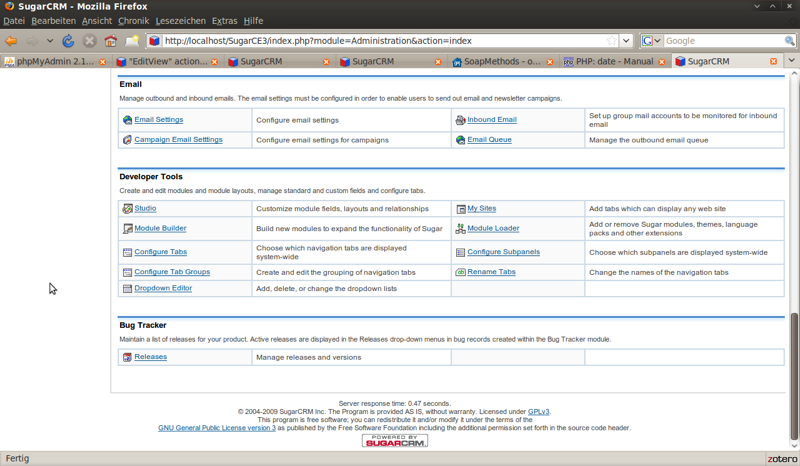 SugarCRM - Mozilla Firefox
Datei Bearbeiten Ansicht Chronik Lesezeichen Extras Hilfe
http://localhost/SugarCE3/index.php?module=Administration&action=index
Google
phpMyAdmin 2.1... "EditView" action... SugarCRM SugarCRM SoapMethods - o... PHP: date - Manual SugarCRM
Email
Manage outbound and inbound emails. The email settings must be configured in order to enable users to send out email and newsletter campaigns.
Email Settings Configure email settings Inbound Email Set up group mail accounts to be monitored for inbound
email
Campaign Email Setttings Configure email settings for campaigns Email Queue Manage the outbound email queue
Developer Tools
Create and edit modules and module layouts, manage standard and custom fields and configure tabs.
Studio Customize module fields, layouts and relationships My Sites Add tabs which can display any web site
Module Builder Build new modules to expand the functionality of Sugar Module Loader Add or remove Sugar modules, themes, language
packs and other extensions
Configure Tabs Choose which navigation tabs are displayed
system-wide Configure Subpanels Choose which subpanels are displayed system-wide
Configure Tab Groups Create and edit the grouping of navigation tabs Rename Tabs Change the names of the navigation tabs
Dropdown Editor Add, delete, or change the dropdown lists
Bug Tracker
Maintain a list of releases for your product. Active releases are displayed in the Releases drop-down menus in bug records created within the Bug Tracker module.
Releases Manage releases and versions
Server response time: 0.47 seconds.
© 2004-2009 SugarCRM Inc. The Program is provided AS IS, without warranty. Licensed under GPLv3.
This program is free software; you can redistribute it and/or modify it under the terms of the
GNU General Public License version 3 as published by the Free Software Foundation including the additional permission set forth in the source code header.
POWERED BY
SUGARCRM
Fertig zotero